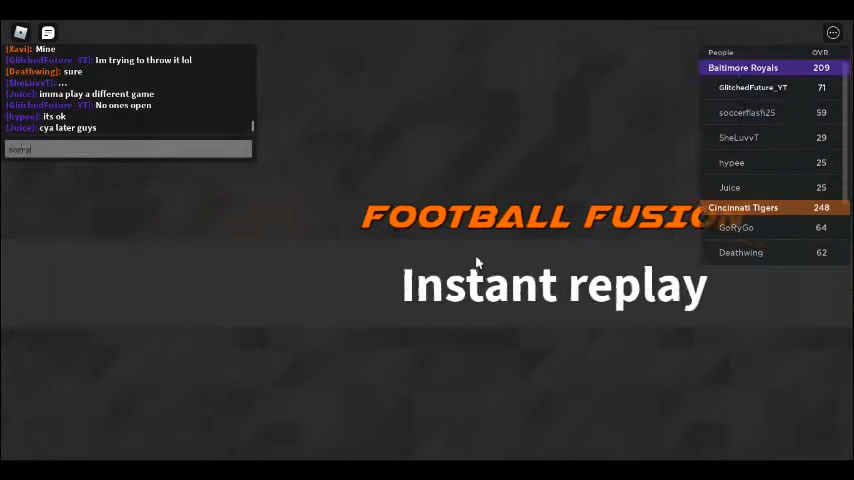 [Xavi]: Mine
[GlitchedFuture_YT]: Im trying to throw it lol
[Deathwing]: sure
[SheLuvvT]: ...
[Juice]: imma play a different game
[GlitchedFuture_YT]: No ones open
[hypee]: its ok
[Juice]: cya later guys
People OVR
Baltimore Royals 209
GlitchedFuture_YT 71
soccerflash25 59
SheLuvvT 29
hypee 25
Juice 25
Cincinnati Tigers 248
GoRyGo 64
Deathwing 62
FOOTBALL FUSION
Instant replay